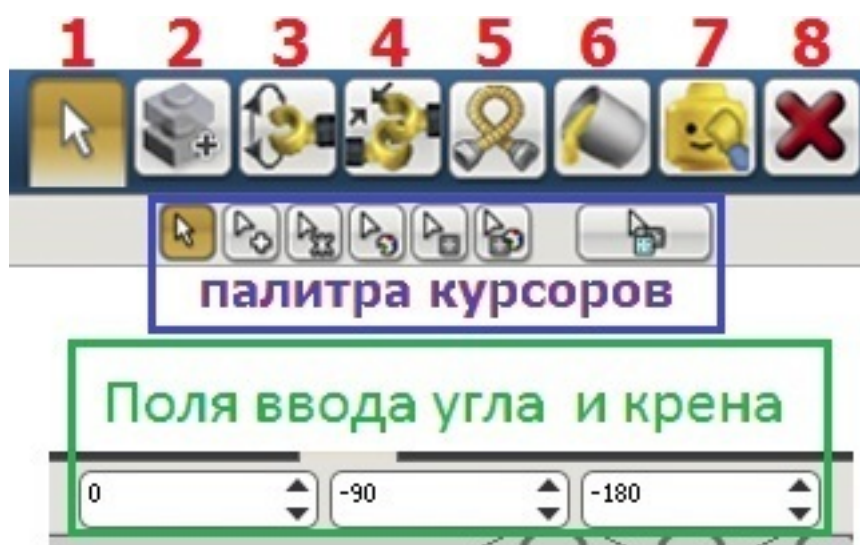 1 2 3 4 5 6 7 8
палитра курсоров
Поля ввода угла и крена
0 -90 -180